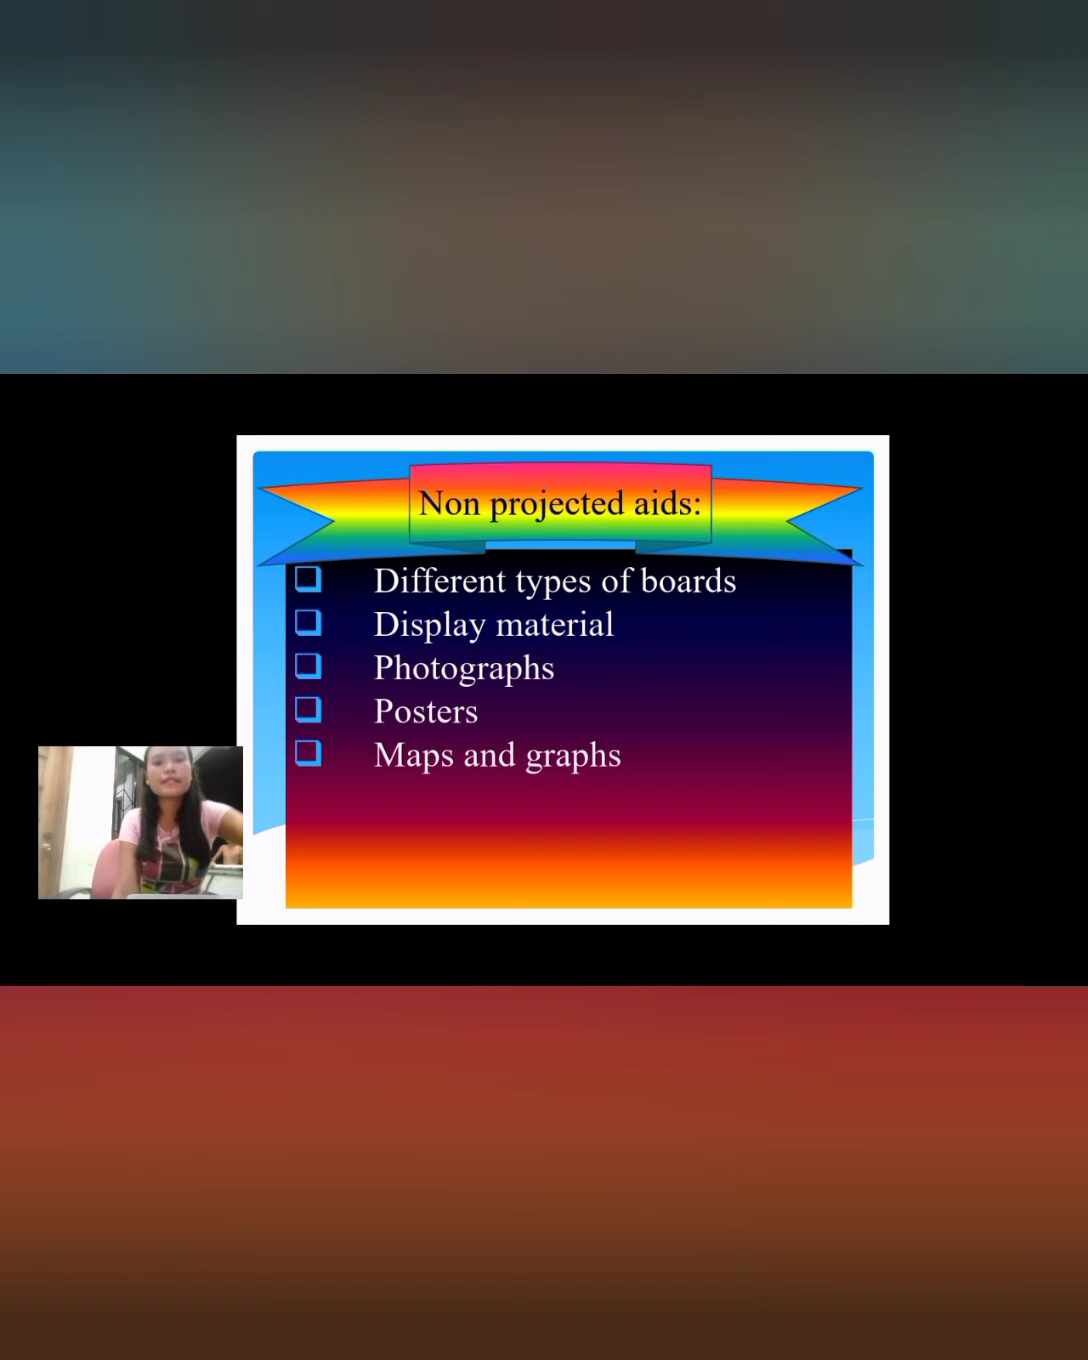 Non projected aids:
Different types of boards
Display material
Photographs
Posters
Maps and graphs